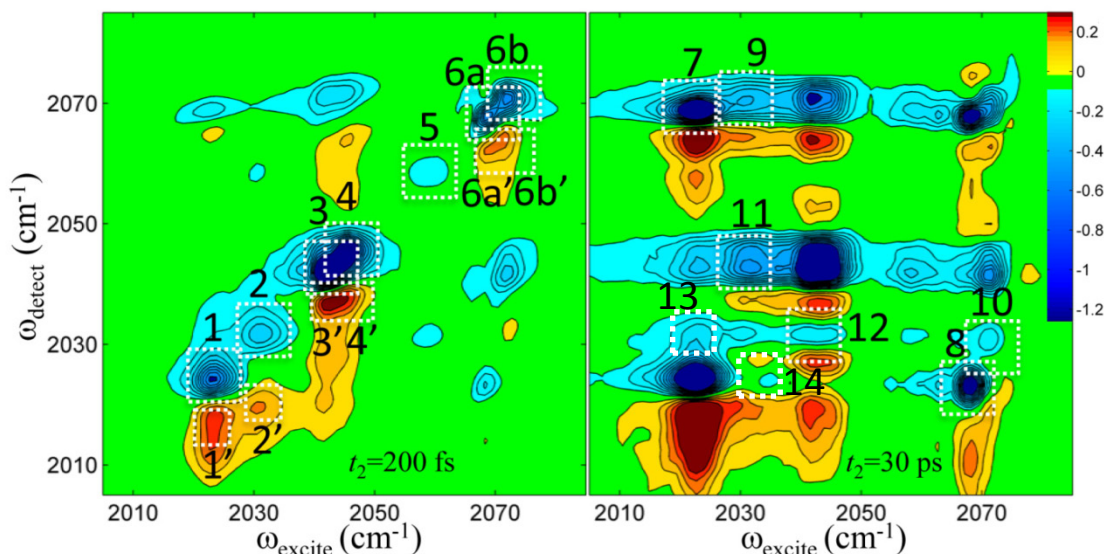 6b
6a
5
6a’6b’
4
3
2
1
3’4’
2’
1’
t2=200 fs
7 9
11
13
10
12
8
14
t2=30 ps
0.2
0
-0.2
-0.4
-0.6
-0.8
-1
-1.2
2070
2050
2030
2010
ωdetect (cm-1)
2010 2030 2050 2070
2010 2030 2050 2070
ωexcite (cm-1)
ωexcite (cm-1)